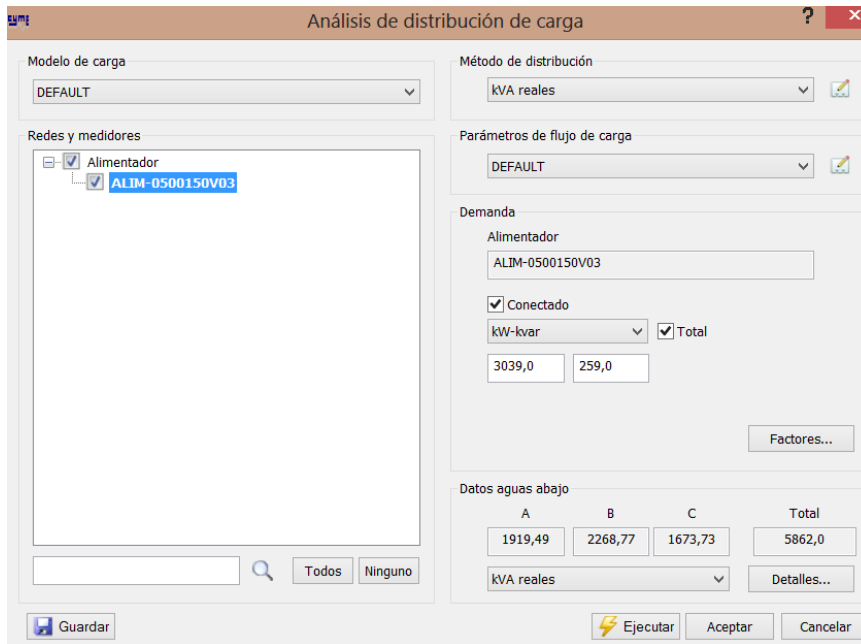 CYME
Análisis de distribución de carga
?
x
Modelo de carga
DEFAULT
Redes y medidores
Alimentador
ALIM-0500150V03
Todos
Ninguno
Guardar
Método de distribución
kVA reales
Parámetros de flujo de carga
DEFAULT
Demanda
Alimentador
ALIM-0500150V03
Conectado
kW-kvar
Total
3039,0 259,0
Factores...
Datos aguas abajo
A B C Total
1919,49 2268,77 1673,73 5862,0
kVA reales
Detalles...
Ejecutar
Aceptar
Cancelar